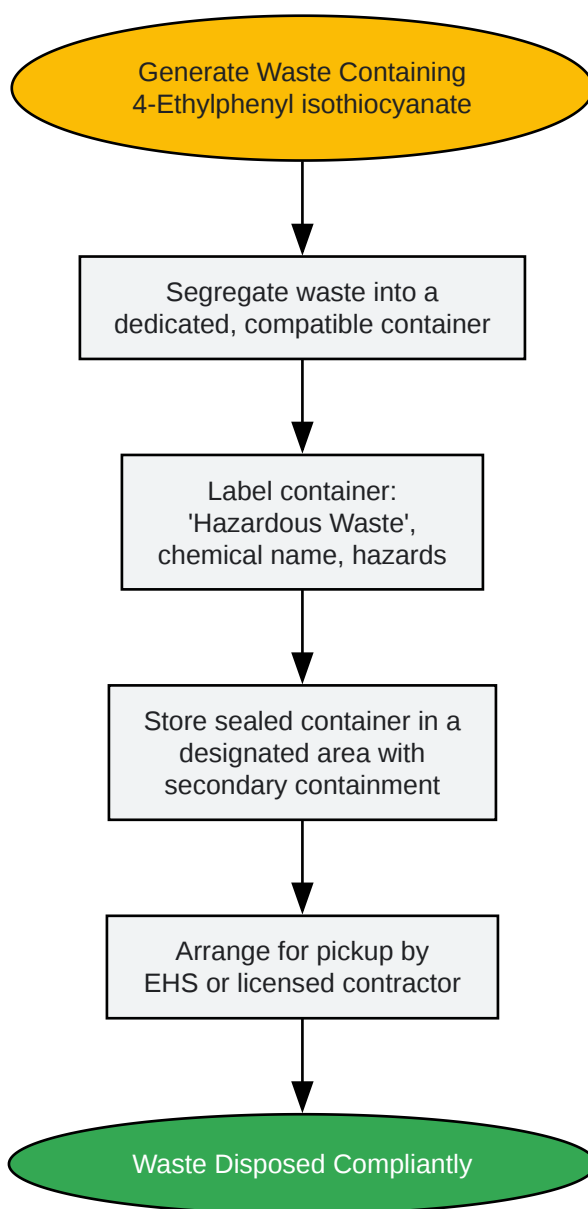 Generate Waste Containing
4-Ethylphenyl isothiocyanate
Segregate waste into a
dedicated, compatible container
Label container:
'Hazardous Waste',
chemical name, hazards
Store sealed container in a
designated area with
secondary containment
Arrange for pickup by
EHS or licensed contractor
Waste Disposed Compliantly